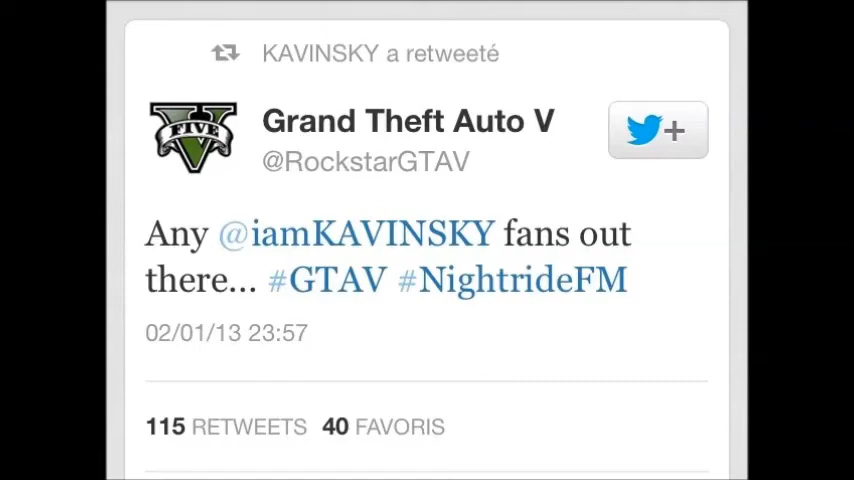 KAVINSKY a retweeté
FIVE
Grand Theft Auto V
@RockstarGTAV
Any @iamKAVINSKY fans out
there... #GTAV #NightrideFM
02/01/13 23:57
115 RETWEETS 40 FAVORIS